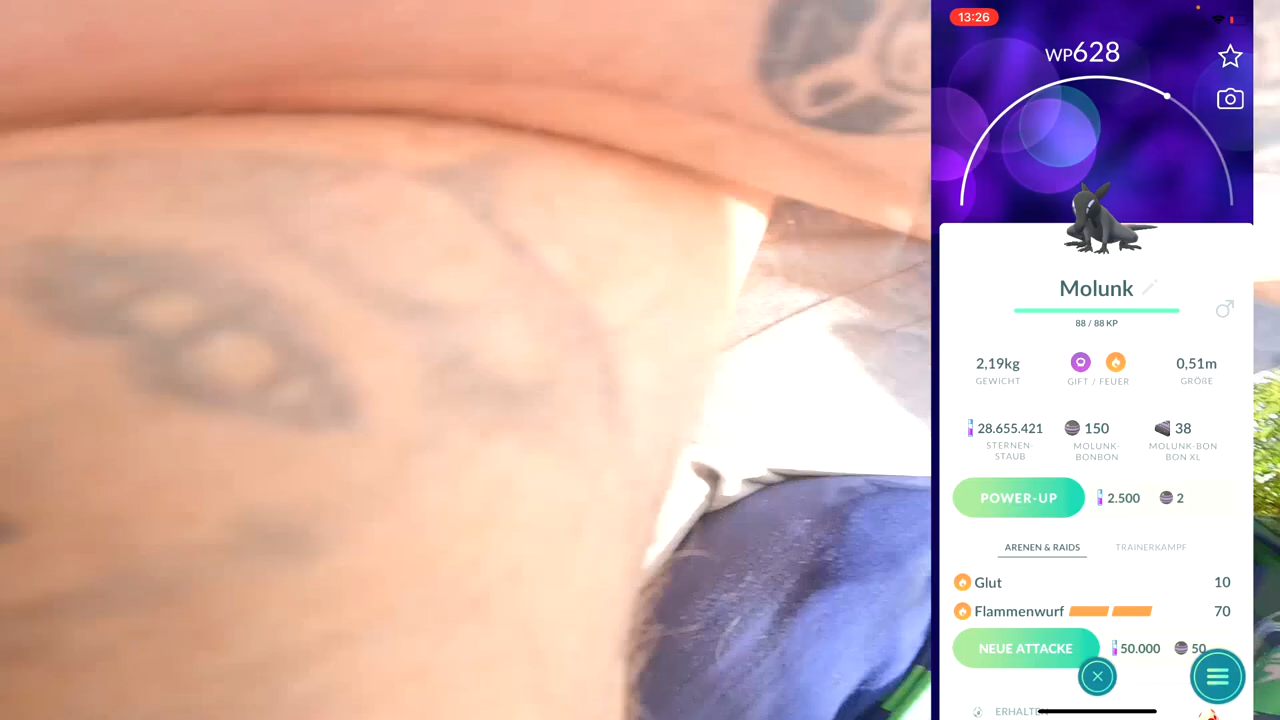 13:26
WP628
Molunk
88 / 88 KP
2,19kg
GEWICHT
GIFT / FEUER
0,51m
GRÖßE
28.655.421
STERNEN-
STAUB
150
MOLUNK-
BONBON
38
MOLUNK-BON
BON XL
POWER-UP
2.500
2
ARENEN & RAIDS
TRAINERKAMPF
Glut
10
Flammenwurf
70
NEUE ATTACKE
50.000
50
ERHALTEN